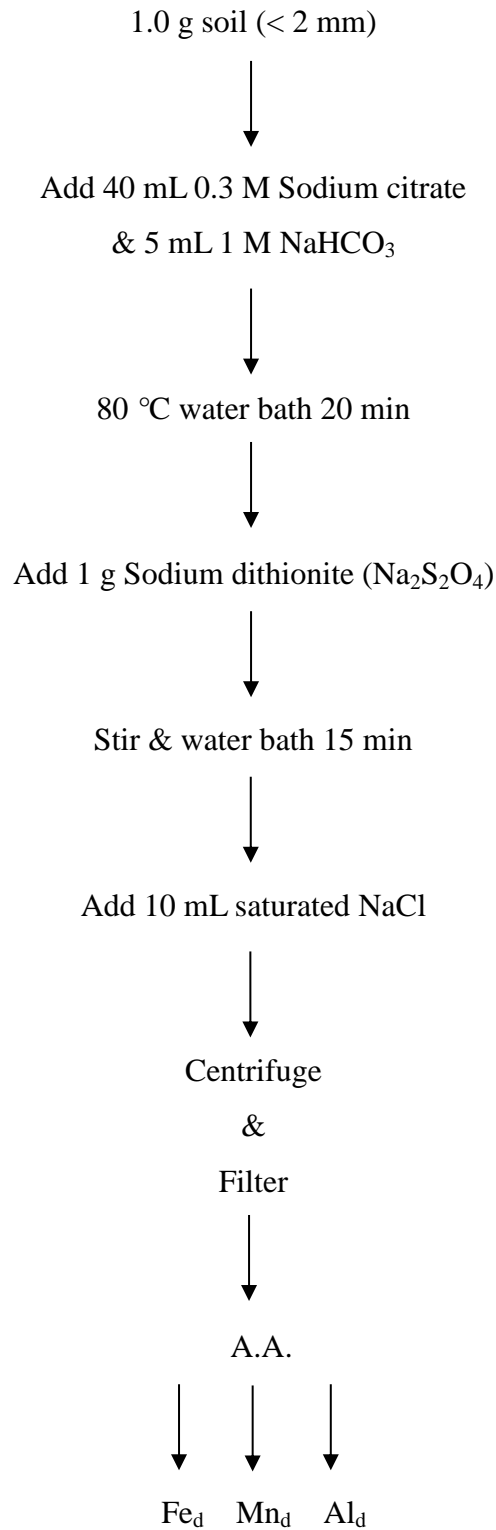 1.0 g soil (< 2 mm)
Add 40 mL 0.3 M Sodium citrate
& 5 mL 1 M NaHCO₃
80 ℃ water bath 20 min
Add 1 g Sodium dithionite (Na₂S₂O₄)
Stir & water bath 15 min
Add 10 mL saturated NaCl
Centrifuge
&
Filter
A.A.
Fe_d Mn_d Al_d